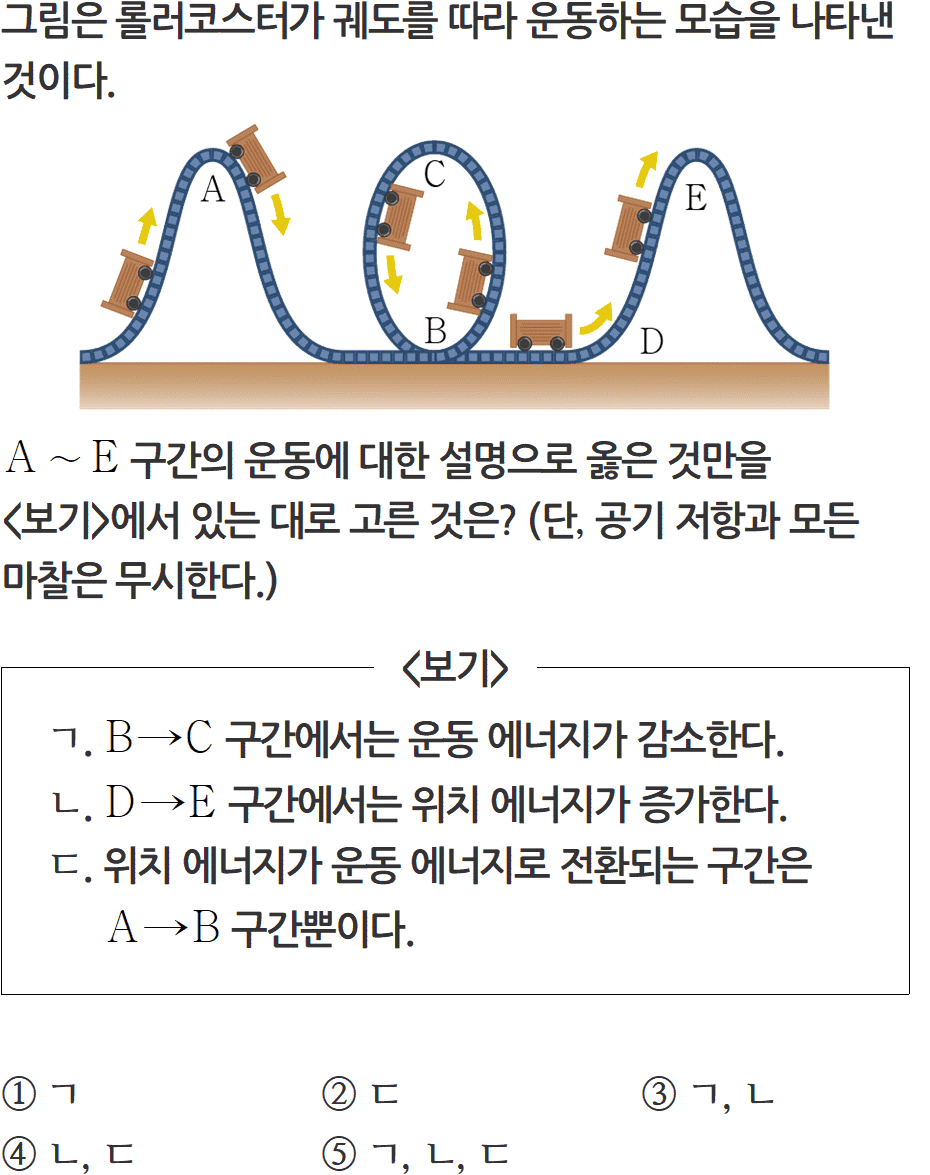 그림은 롤러코스터가 궤도를 따라 운동하는 모습을 나타낸
것이다.
A
C
E
B
D
A ~ E 구간의 운동에 대한 설명으로 옳은 것만을
<보기>에서 있는 대로 고른 것은? (단, 공기 저항과 모든
마찰은 무시한다.)
<보기>
ㄱ. B→C 구간에서는 운동 에너지가 감소한다.
ㄴ. D→E 구간에서는 위치 에너지가 증가한다.
ㄷ. 위치 에너지가 운동 에너지로 전환되는 구간은
A→B 구간뿐이다.
① ㄱ ② ㄷ ③ ㄱ, ㄴ
④ ㄴ, ㄷ ⑤ ㄱ, ㄴ, ㄷ